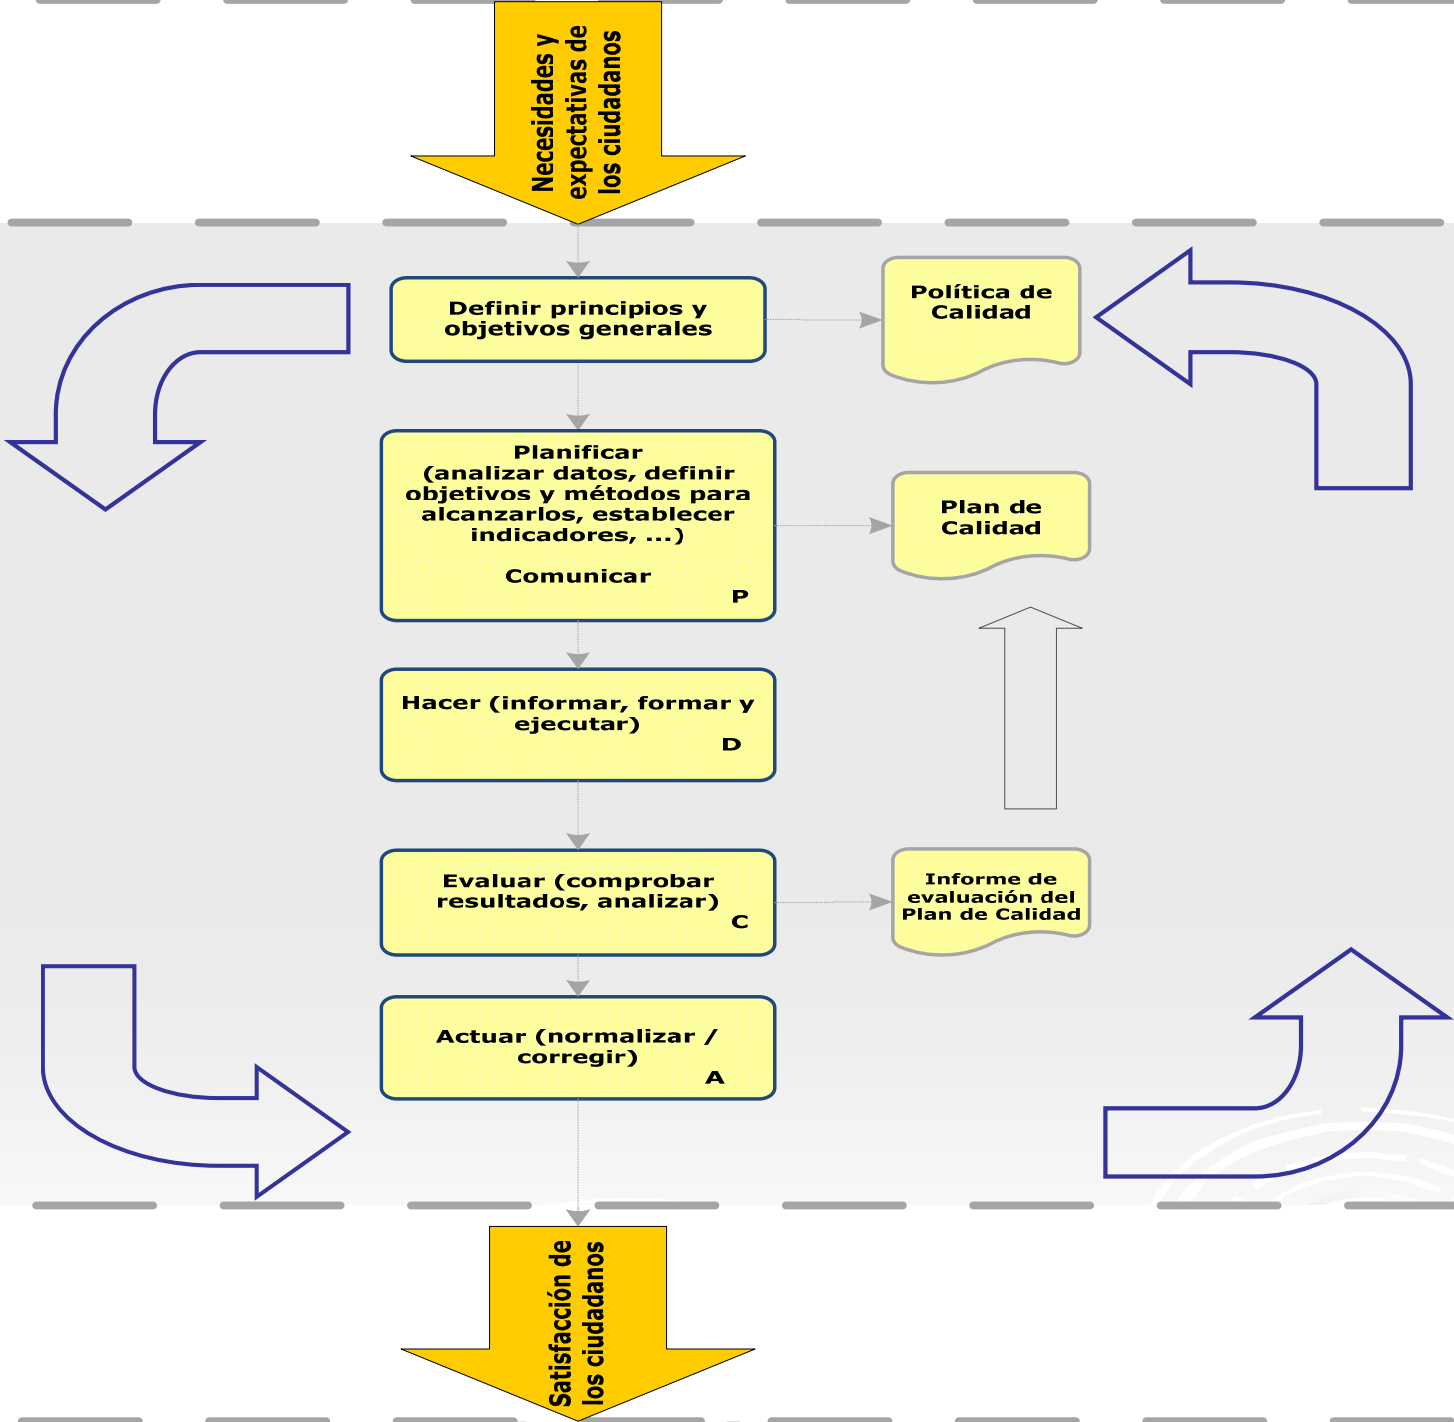 Necesidades y
expectativas de
los ciudadanos
Definir principios y
objetivos generales
Política de
Calidad
Planificar
(analizar datos, definir
objetivos y métodos para
alcanzarlos, establecer
indicadores, ...)
Comunicar
P
Plan de
Calidad
Hacer (informar, formar y
ejecutar)
D
Evaluar (comprobar
resultados, analizar)
C
Informe de
evaluación del
Plan de Calidad
Actuar (normalizar /
corregir)
A
Satisfacción de
los ciudadanos